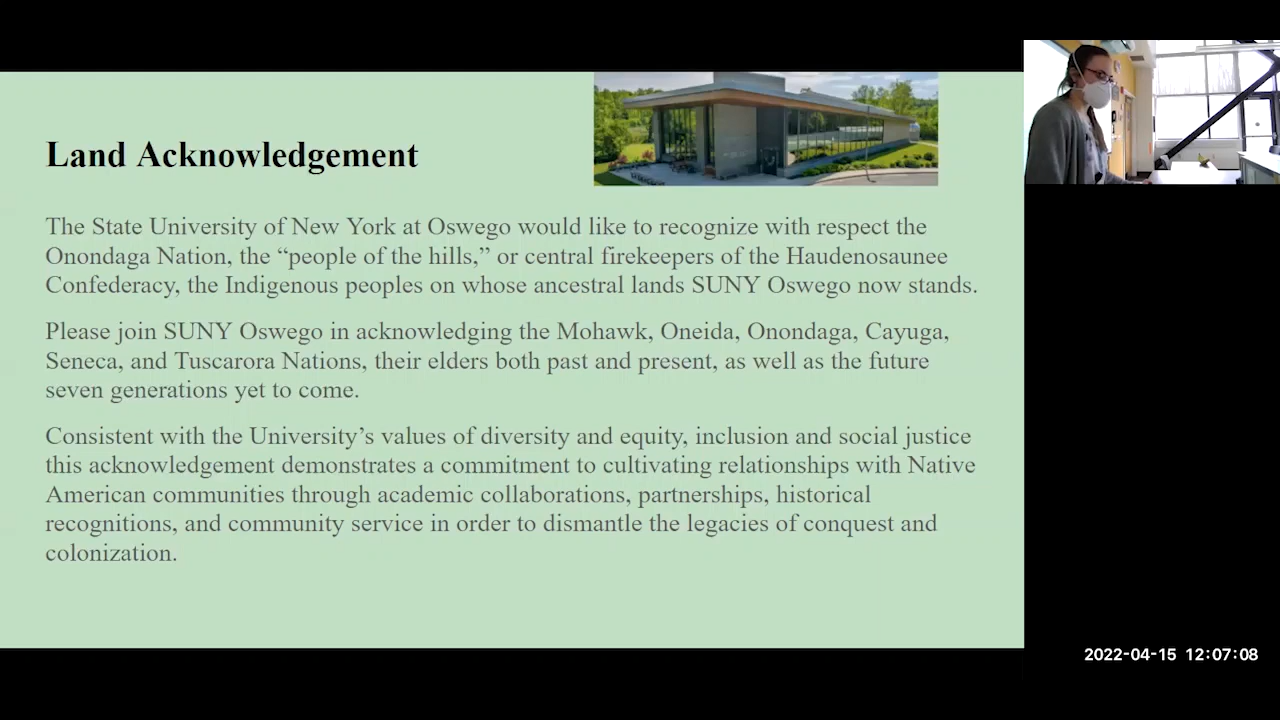 Land Acknowledgement
The State University of New York at Oswego would like to recognize with respect the
Onondaga Nation, the “people of the hills,” or central firekeepers of the Haudenosaunee
Confederacy, the Indigenous peoples on whose ancestral lands SUNY Oswego now stands.
Please join SUNY Oswego in acknowledging the Mohawk, Oneida, Onondaga, Cayuga,
Seneca, and Tuscarora Nations, their elders both past and present, as well as the future
seven generations yet to come.
Consistent with the University’s values of diversity and equity, inclusion and social justice
this acknowledgement demonstrates a commitment to cultivating relationships with Native
American communities through academic collaborations, partnerships, historical
recognitions, and community service in order to dismantle the legacies of conquest and
colonization.
2022-04-15 12:07:08